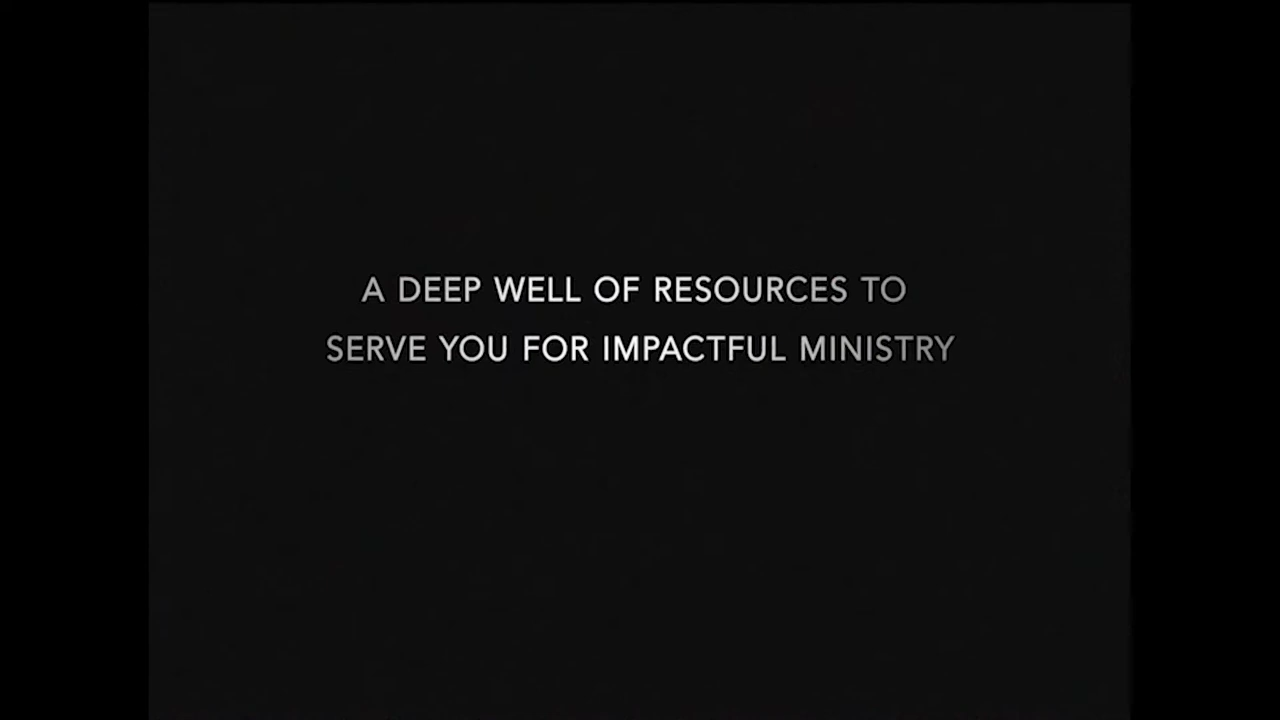 A DEEP WELL OF RESOURCES TO
SERVE YOU FOR IMPACTFUL MINISTRY